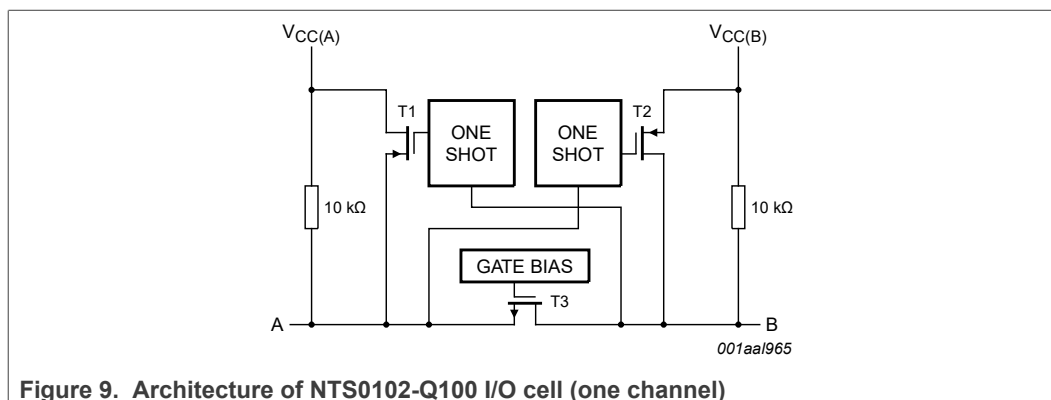 VCC(A)
VCC(B)
T1
T2
ONE
SHOT
ONE
SHOT
10 kΩ
10 kΩ
GATE BIAS
T3
A
B
001aal965
Figure 9. Architecture of NTS0102-Q100 I/O cell (one channel)